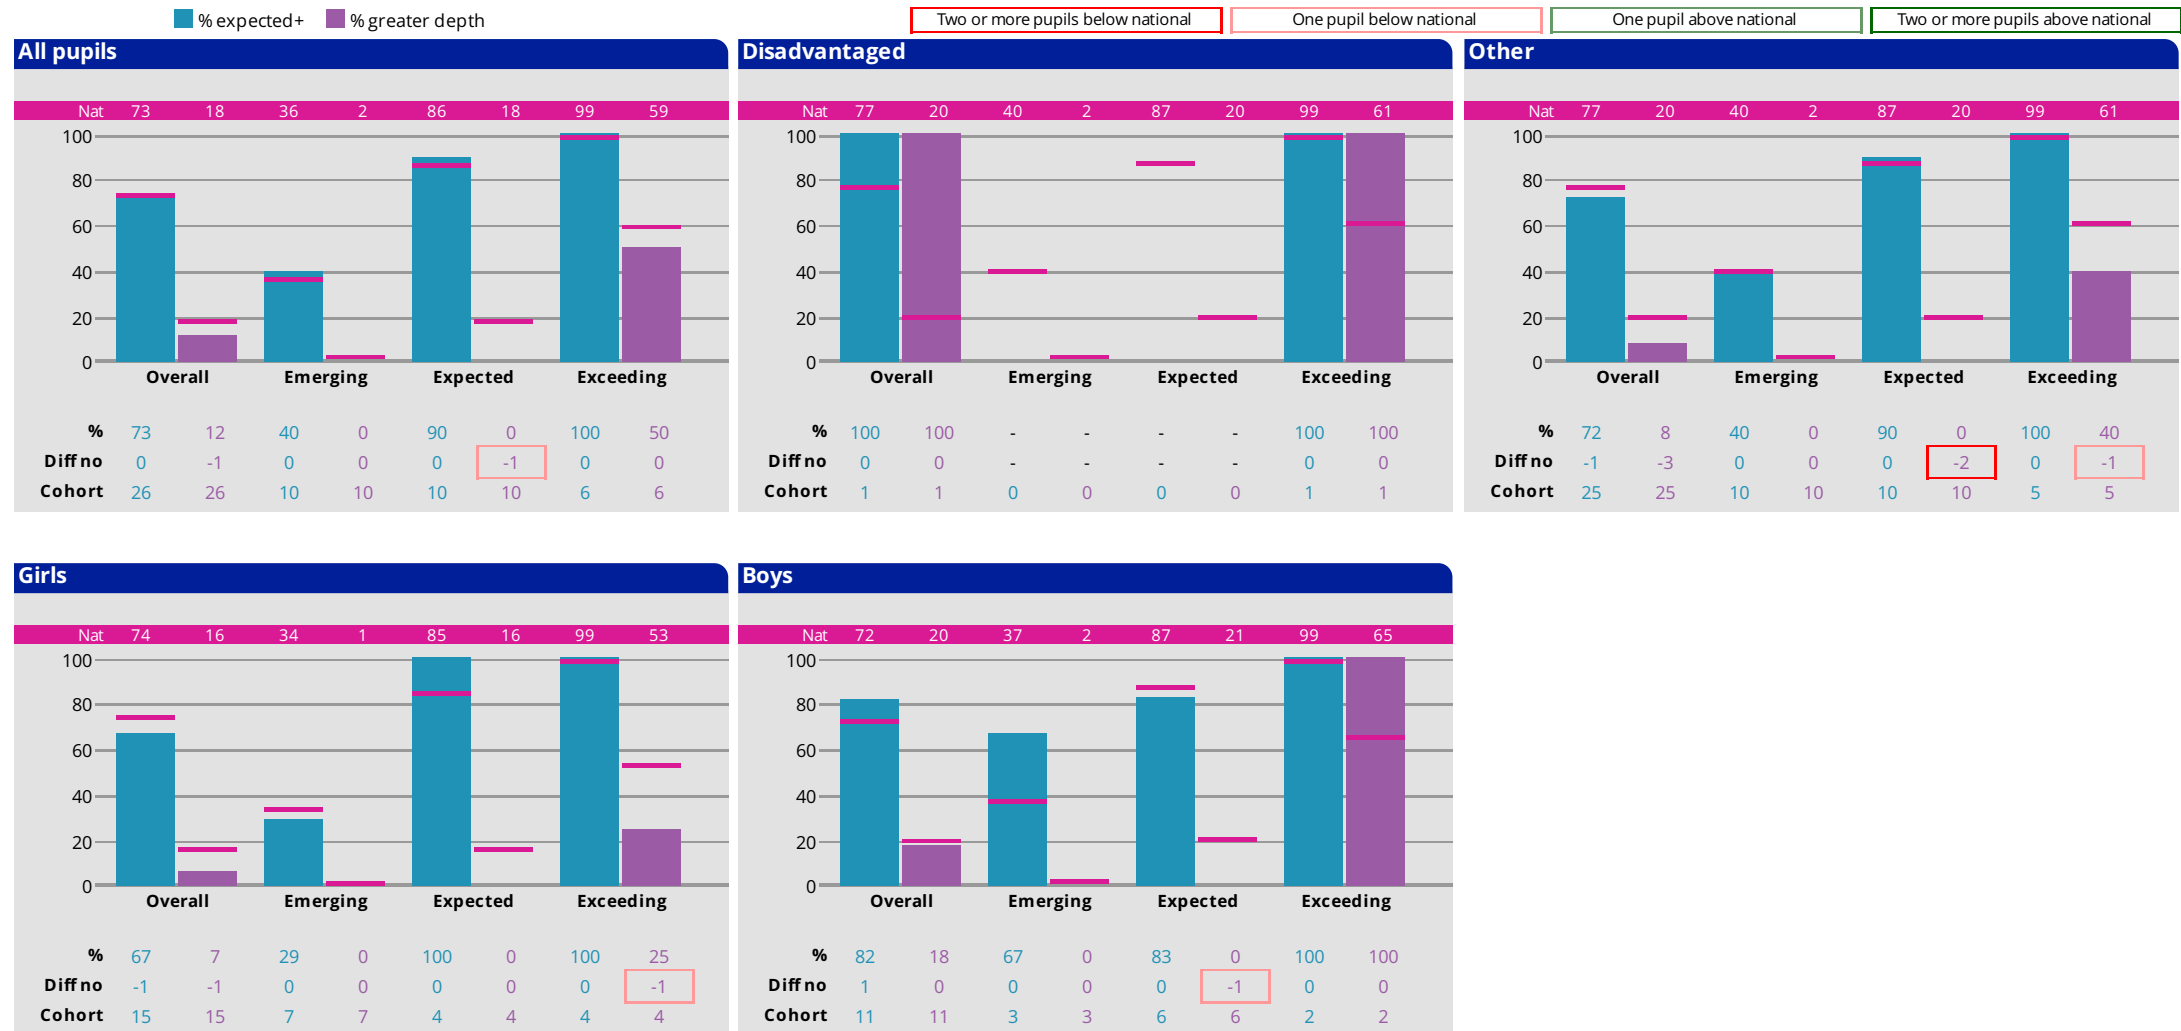 % expected+ % greater depth
Two or more pupils below national One pupil below national One pupil above national Two or more pupils above national
All pupils
Nat 73 18 36 2 86 18 99 59
100
80
60
40
20
0
Overall Emerging Expected Exceeding
% 73 12 40 0 90 0 100 50
Diff no 0 -1 0 0 0 -1 0 0
Cohort 26 26 10 10 10 10 6 6
Disadvantaged
Nat 77 20 40 2 87 20 99 61
100
80
60
40
20
0
Overall Emerging Expected Exceeding
% 100 100 - - - - 100 100
Diff no 0 0 - - - - 0 0
Cohort 1 1 0 0 0 0 1 1
Other
Nat 77 20 40 2 87 20 99 61
100
80
60
40
20
0
Overall Emerging Expected Exceeding
% 72 8 40 0 90 0 100 40
Diff no -1 -3 0 0 0 -2 0 -1
Cohort 25 25 10 10 10 10 5 5
Girls
Nat 74 16 34 1 85 16 99 53
100
80
60
40
20
0
Overall Emerging Expected Exceeding
% 67 7 29 0 100 0 100 25
Diff no -1 -1 0 0 0 0 0 -1
Cohort 15 15 7 7 4 4 4 4
Boys
Nat 72 20 37 2 87 21 99 65
100
80
60
40
20
0
Overall Emerging Expected Exceeding
% 82 18 67 0 83 0 100 100
Diff no 1 0 0 0 0 -1 0 0
Cohort 11 11 3 3 6 6 2 2